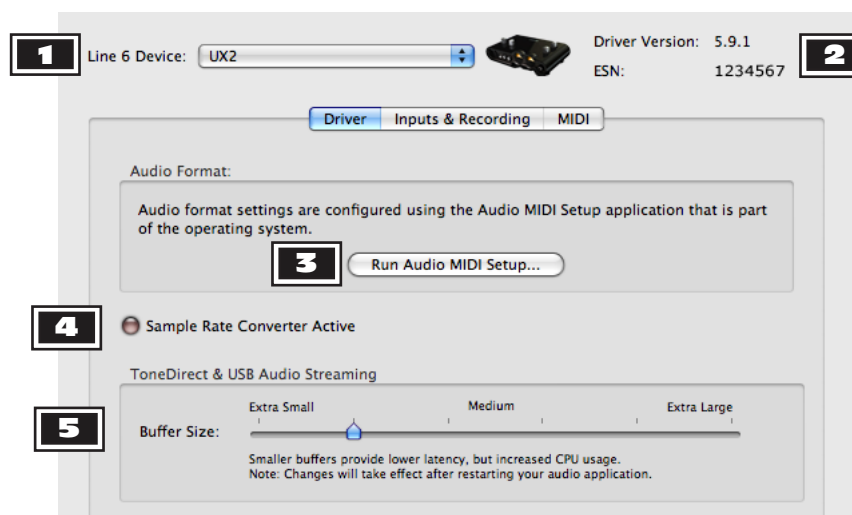 1
Line 6 Device:
UX2
Driver Version: 5.9.1
ESN: 1234567
2
Driver Inputs & Recording MIDI
Audio Format:
Audio format settings are configured using the Audio MIDI Setup application that is part
of the operating system.
3
Run Audio MIDI Setup...
4
Sample Rate Converter Active
ToneDirect & USB Audio Streaming
Extra Small Medium Extra Large
5
Buffer Size:
Smaller buffers provide lower latency, but increased CPU usage.
Note: Changes will take effect after restarting your audio application.